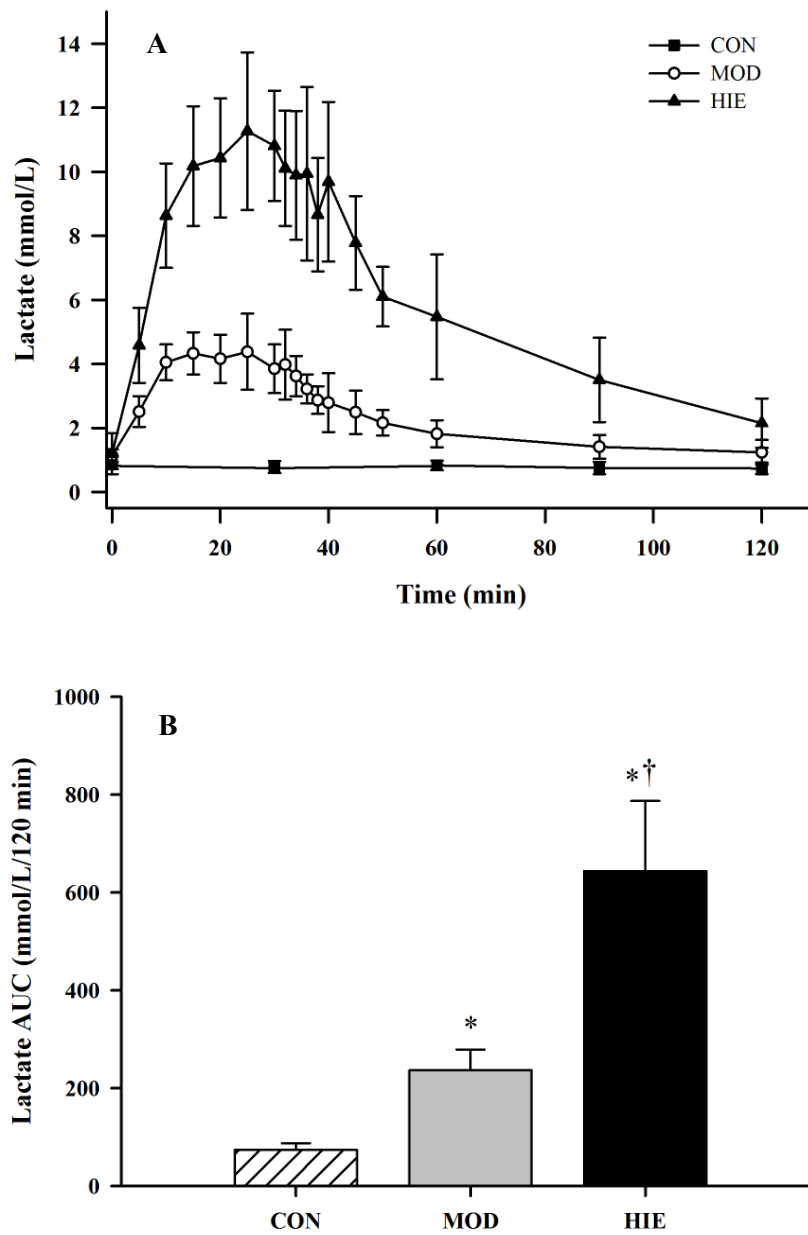 A
CON
MOD
HIE
14
12
10
8
6
4
2
0
Lactate (mmol/L)
0 20 40 60 80 100 120
Time (min)
B
1000
800
600
400
200
0
Lactate AUC (mmol/L/120 min)
*
*†
CON MOD HIE